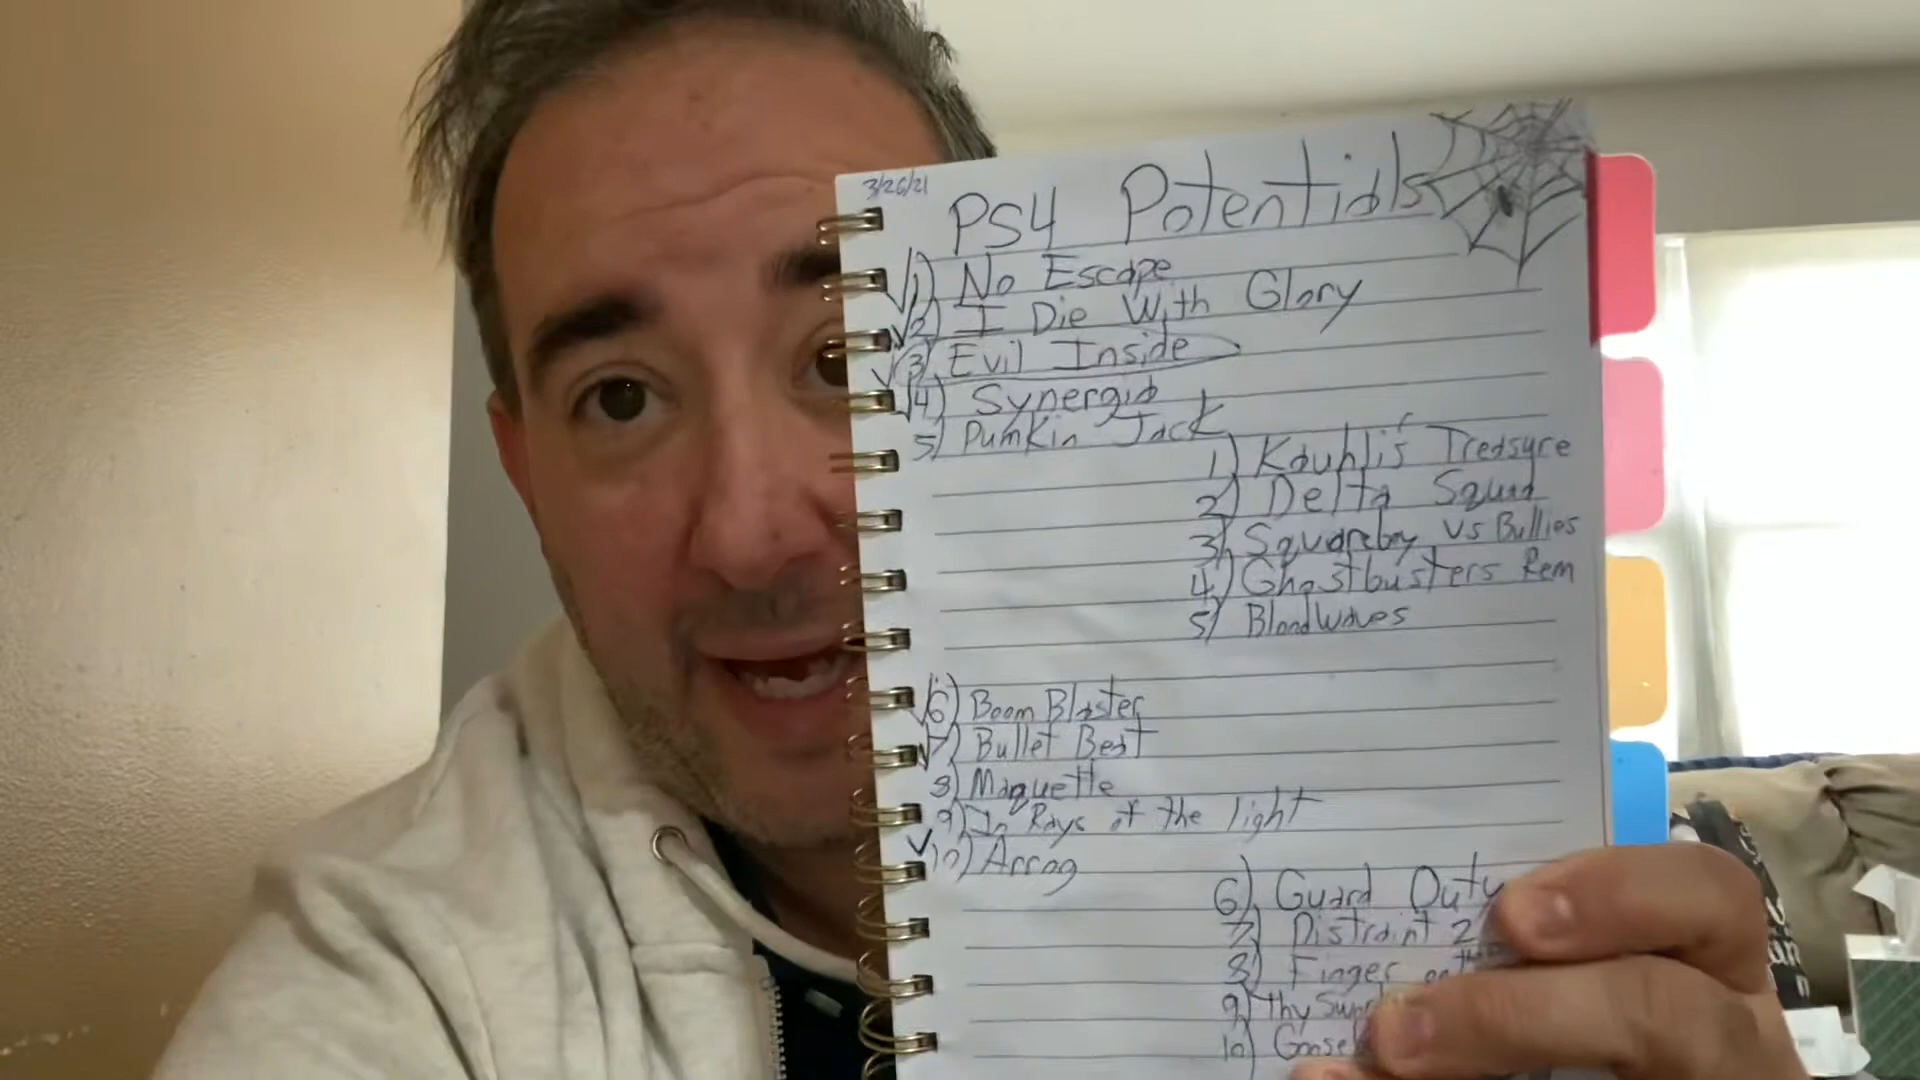 3/26/21
PS4 Potentials
1) No Escape
2) I Die With Glory
3) Evil Inside
4) Synergia
5) Pumkin Jack
1) Kauhli's Treasure
2) Delta Squad
3) Squareboy vs Bullies
4) Ghostbusters Rem
5) Bloodwaves
6) Boom Blaster
7) Bullet Beat
8) Maquette
9) In Rays of the light
10) Arrog
6) Guard Duty
7) Distraint 2
8) Finger on the
9) Thy
10) Goose